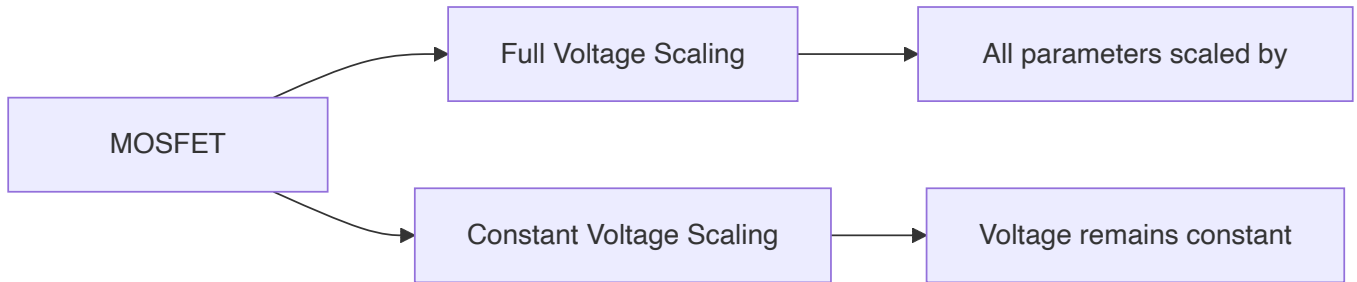 MOSFET
Full Voltage Scaling
All parameters scaled by
Constant Voltage Scaling
Voltage remains constant